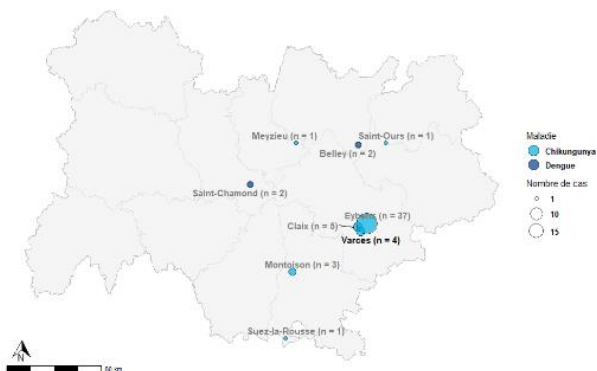 Meyzieu (n = 1)
Saint-Ours (n = 1)
Belley (n = 2)
Saint-Chamond (n = 2)
Eybens (n = 37)
Claix (n = 5)
Varces (n = 4)
Montoison (n = 3)
Suez-la-Rousse (n = 1)
Maladie
Chikungunya
Dengue
Nombre de cas
1
10
15
N